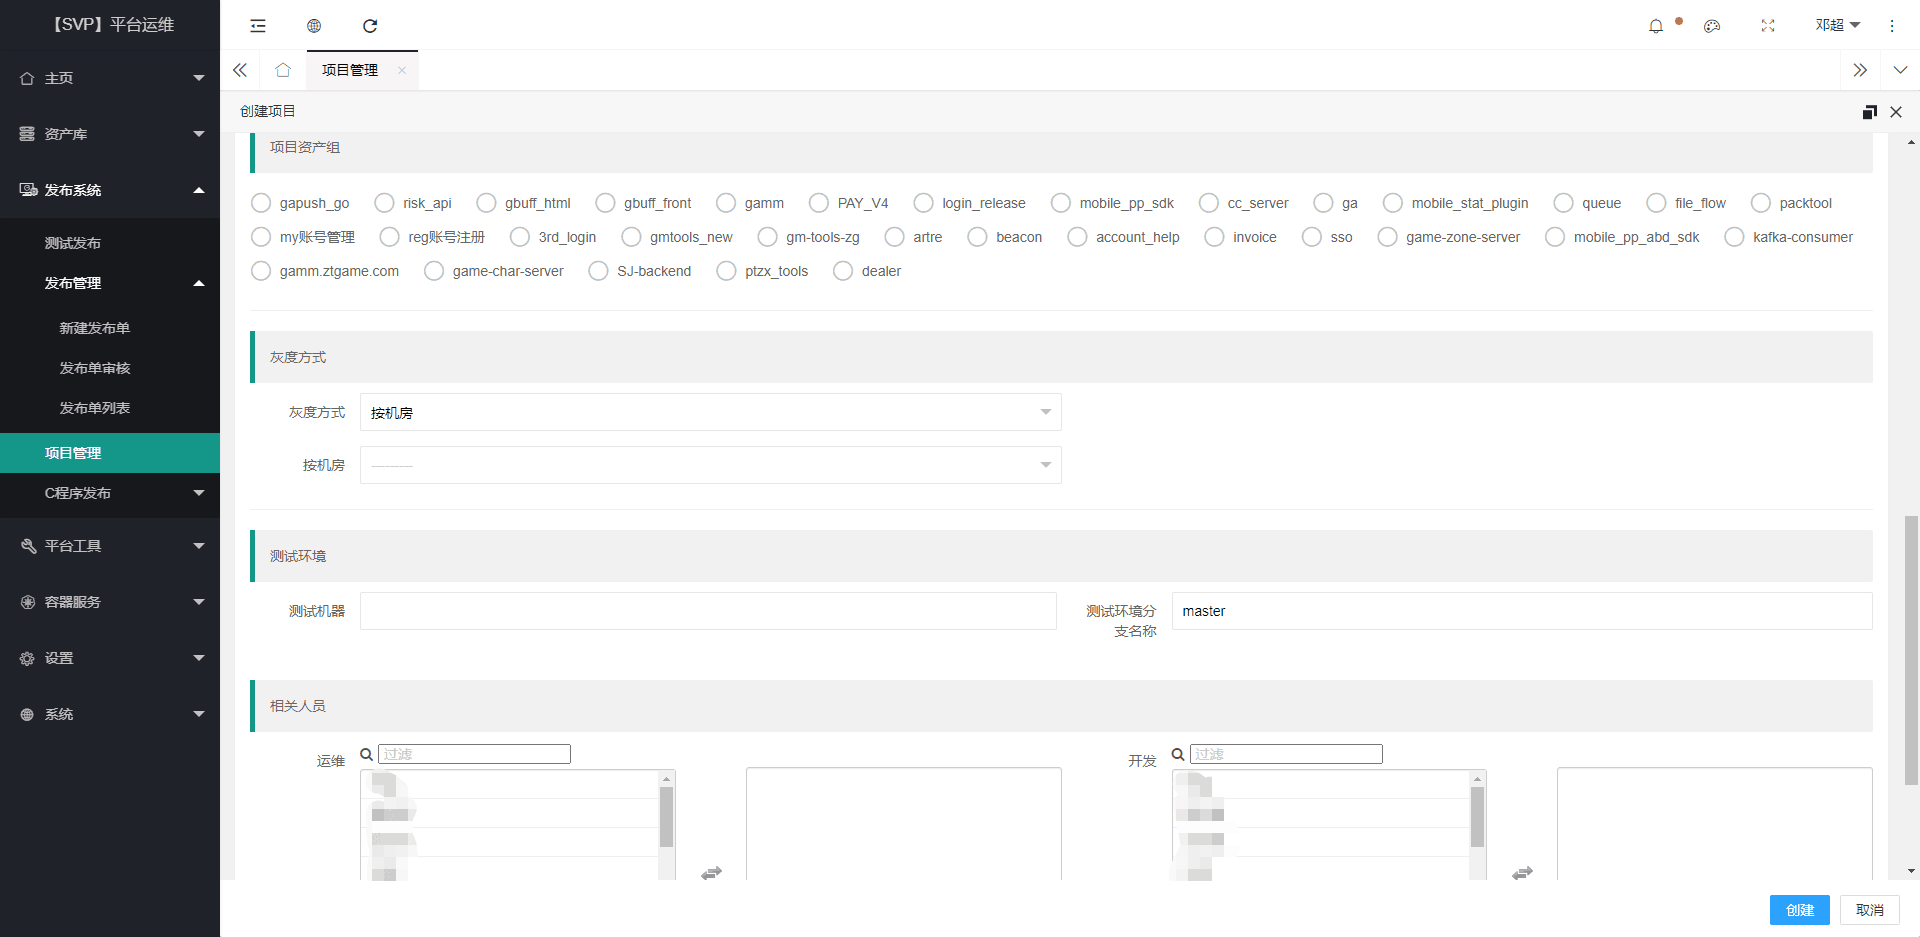 【SVP】平台运维
邓超
主页
资产库
发布系统
测试发布
发布管理
新建发布单
发布单审核
发布单列表
项目管理
C程序发布
平台工具
容器服务
设置
系统
项目管理
创建项目
项目资产组
gapush_go risk_api gbuff_html gbuff_front gamm PAY_V4 login_release mobile_pp_sdk cc_server ga mobile_stat_plugin queue file_flow packtool
my账号管理 reg账号注册 3rd_login gmtools_new gm-tools-zg artre beacon account_help invoice sso game-zone-server mobile_pp_abd_sdk kafka-consumer
gamm.ztgame.com game-char-server SJ-backend ptzx_tools dealer
灰度方式
灰度方式 按机房
按机房 ---------
测试环境
测试机器
测试环境分
支名称
master
相关人员
运维 过滤
开发 过滤
创建 取消